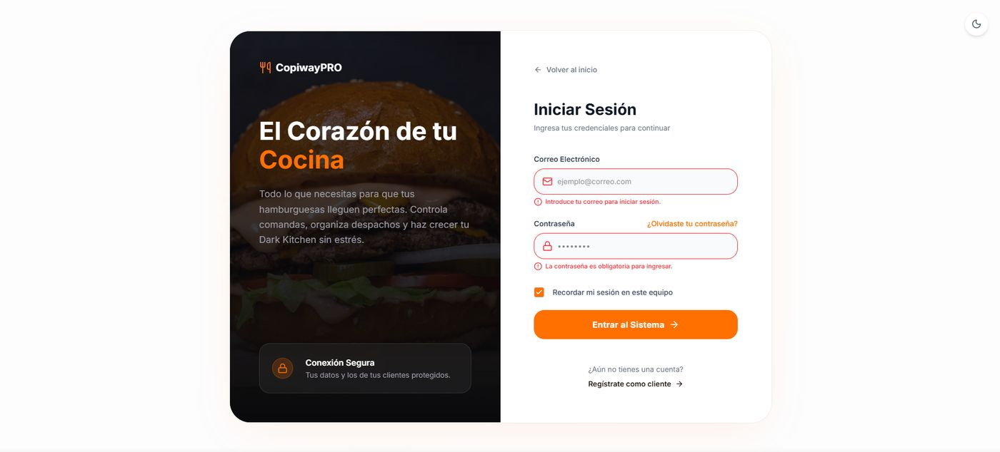 CopiwayPRO
El Corazón de tu
Cocina
Todo lo que necesitas para que tus
hamburguesas lleguen perfectas. Controla
comandas, organiza despachos y haz crecer tu
Dark Kitchen sin estrés.
Conexión Segura
Tus datos y los de tus clientes protegidos.
Volver al inicio
Iniciar Sesión
Ingresa tus credenciales para continuar
Correo Electrónico
ejemplo@correo.com
Introduce tu correo para iniciar sesión.
Contraseña ¿Olvidaste tu contraseña?
••••••••
La contraseña es obligatoria para ingresar.
Recordar mi sesión en este equipo
Entrar al Sistema →
¿Aún no tienes una cuenta?
Regístrate como cliente →